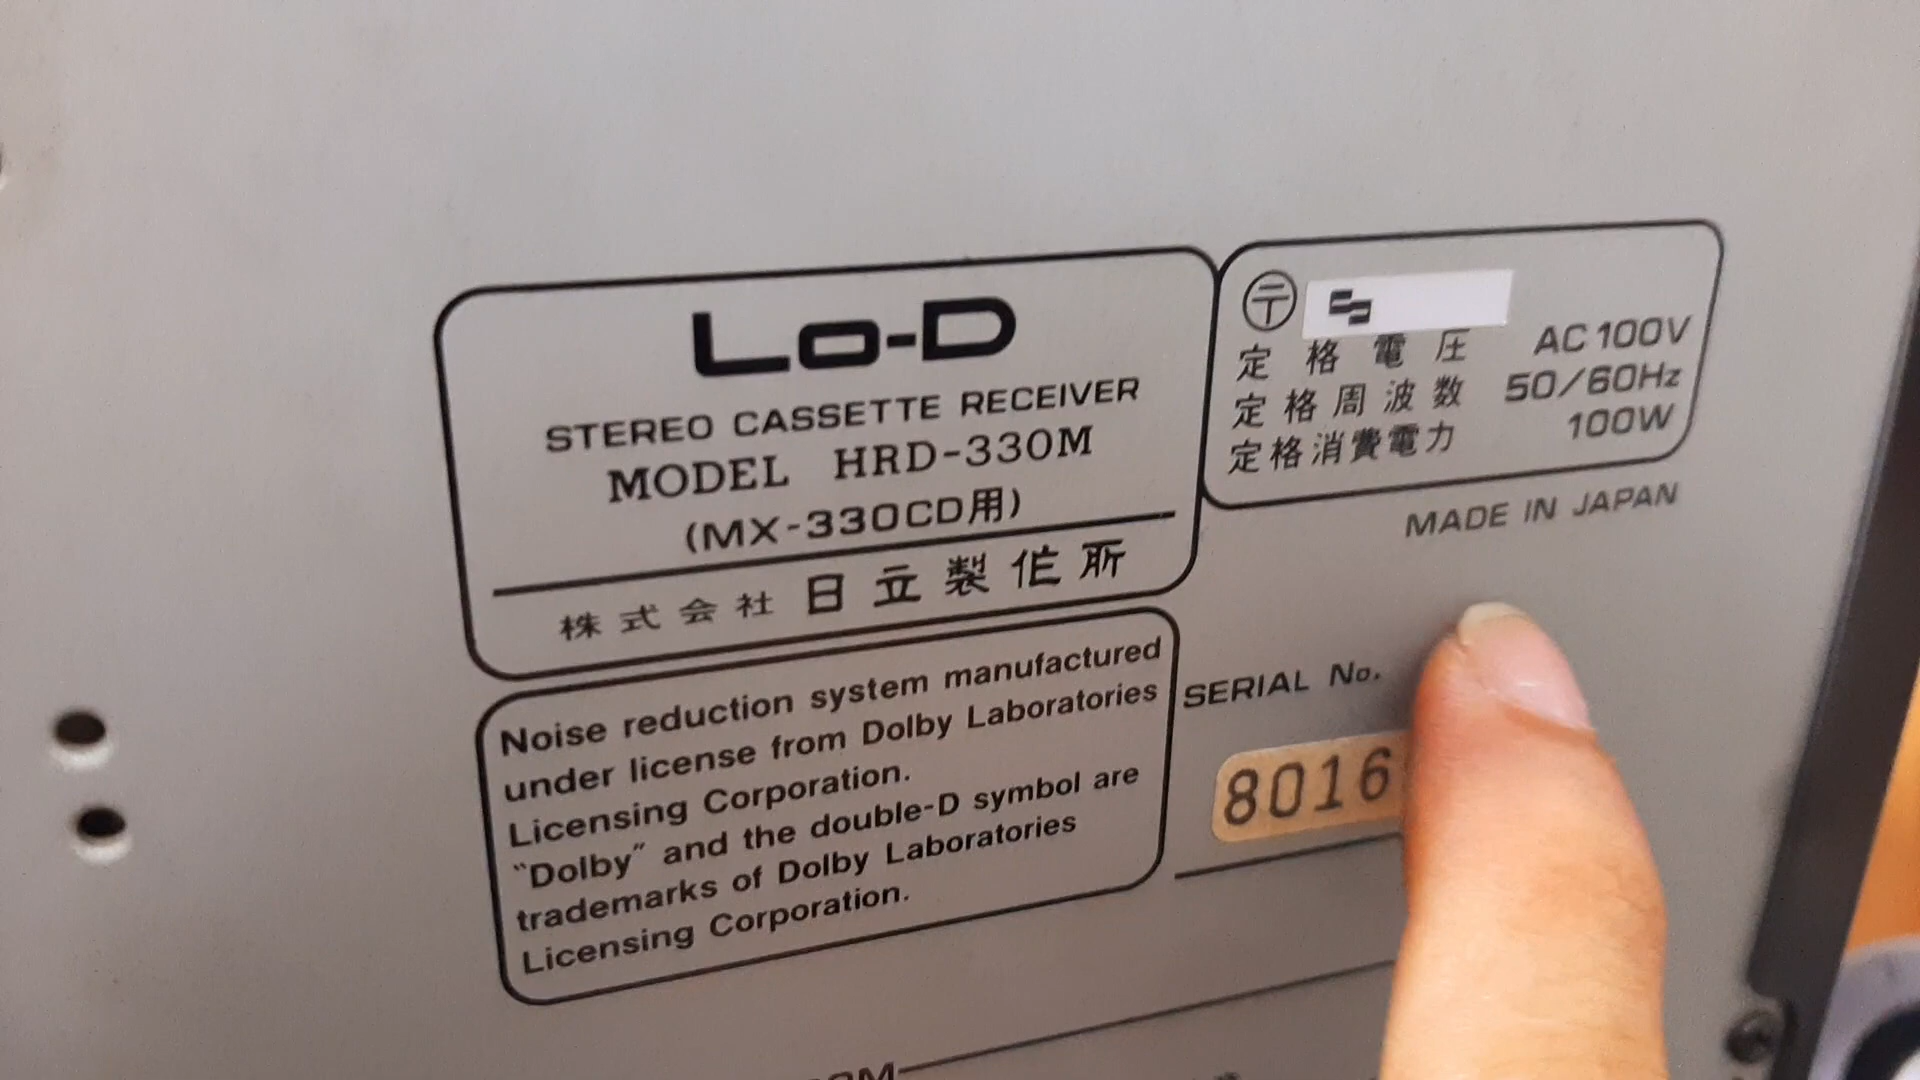 Lo-D
STEREO CASSETTE RECEIVER
MODEL HRD-330M
(MX-330CD用)
株式会社 日立製作所
〒
定格電圧 AC 100V
定格周波数 50/60Hz
定格消費電力 100W
MADE IN JAPAN
Noise reduction system manufactured
under license from Dolby Laboratories
Licensing Corporation.
"Dolby" and the double-D symbol are
trademarks of Dolby Laboratories
Licensing Corporation.
SERIAL No.
8016